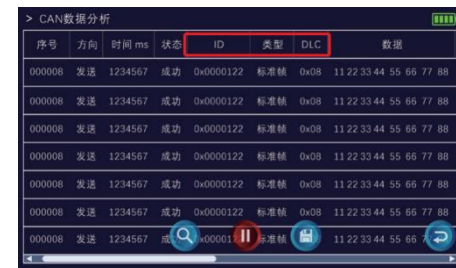 > CAN数据分析
序号 方向 时间 ms 状态 ID 类型 DLC 数据
000008 发送 1234567 成功 0x0000122 标准帧 0x08 11 22 33 44 55 66 77 88
000008 发送 1234567 成功 0x0000122 标准帧 0x08 11 22 33 44 55 66 77 88
000008 发送 1234567 成功 0x0000122 标准帧 0x08 11 22 33 44 55 66 77 88
000008 发送 1234567 成功 0x0000122 标准帧 0x08 11 22 33 44 55 66 77 88
000008 发送 1234567 成功 0x0000122 标准帧 0x08 11 22 33 44 55 66 77 88
000008 发送 1234567 成功 0x0000122 标准帧 0x08 11 22 33 44 55 66 77 88
000008 发送 1234567 标准帧 11 22 33 44 55 66